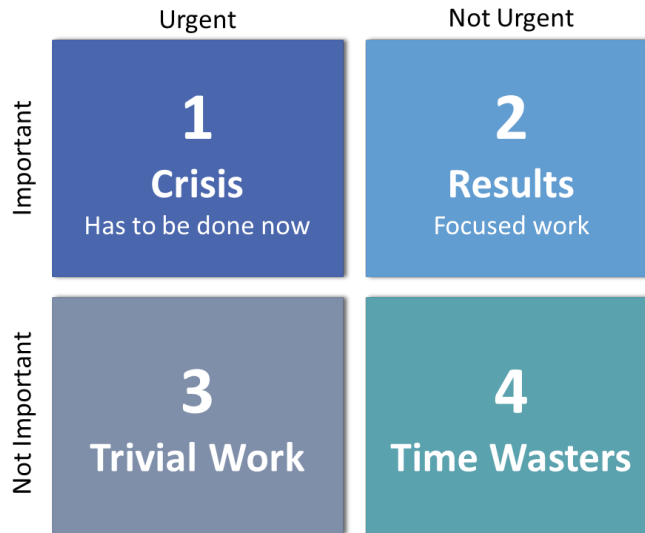 Urgent
Not Urgent
Important
1
Crisis
Has to be done now
2
Results
Focused work
Not Important
3
Trivial Work
4
Time Wasters